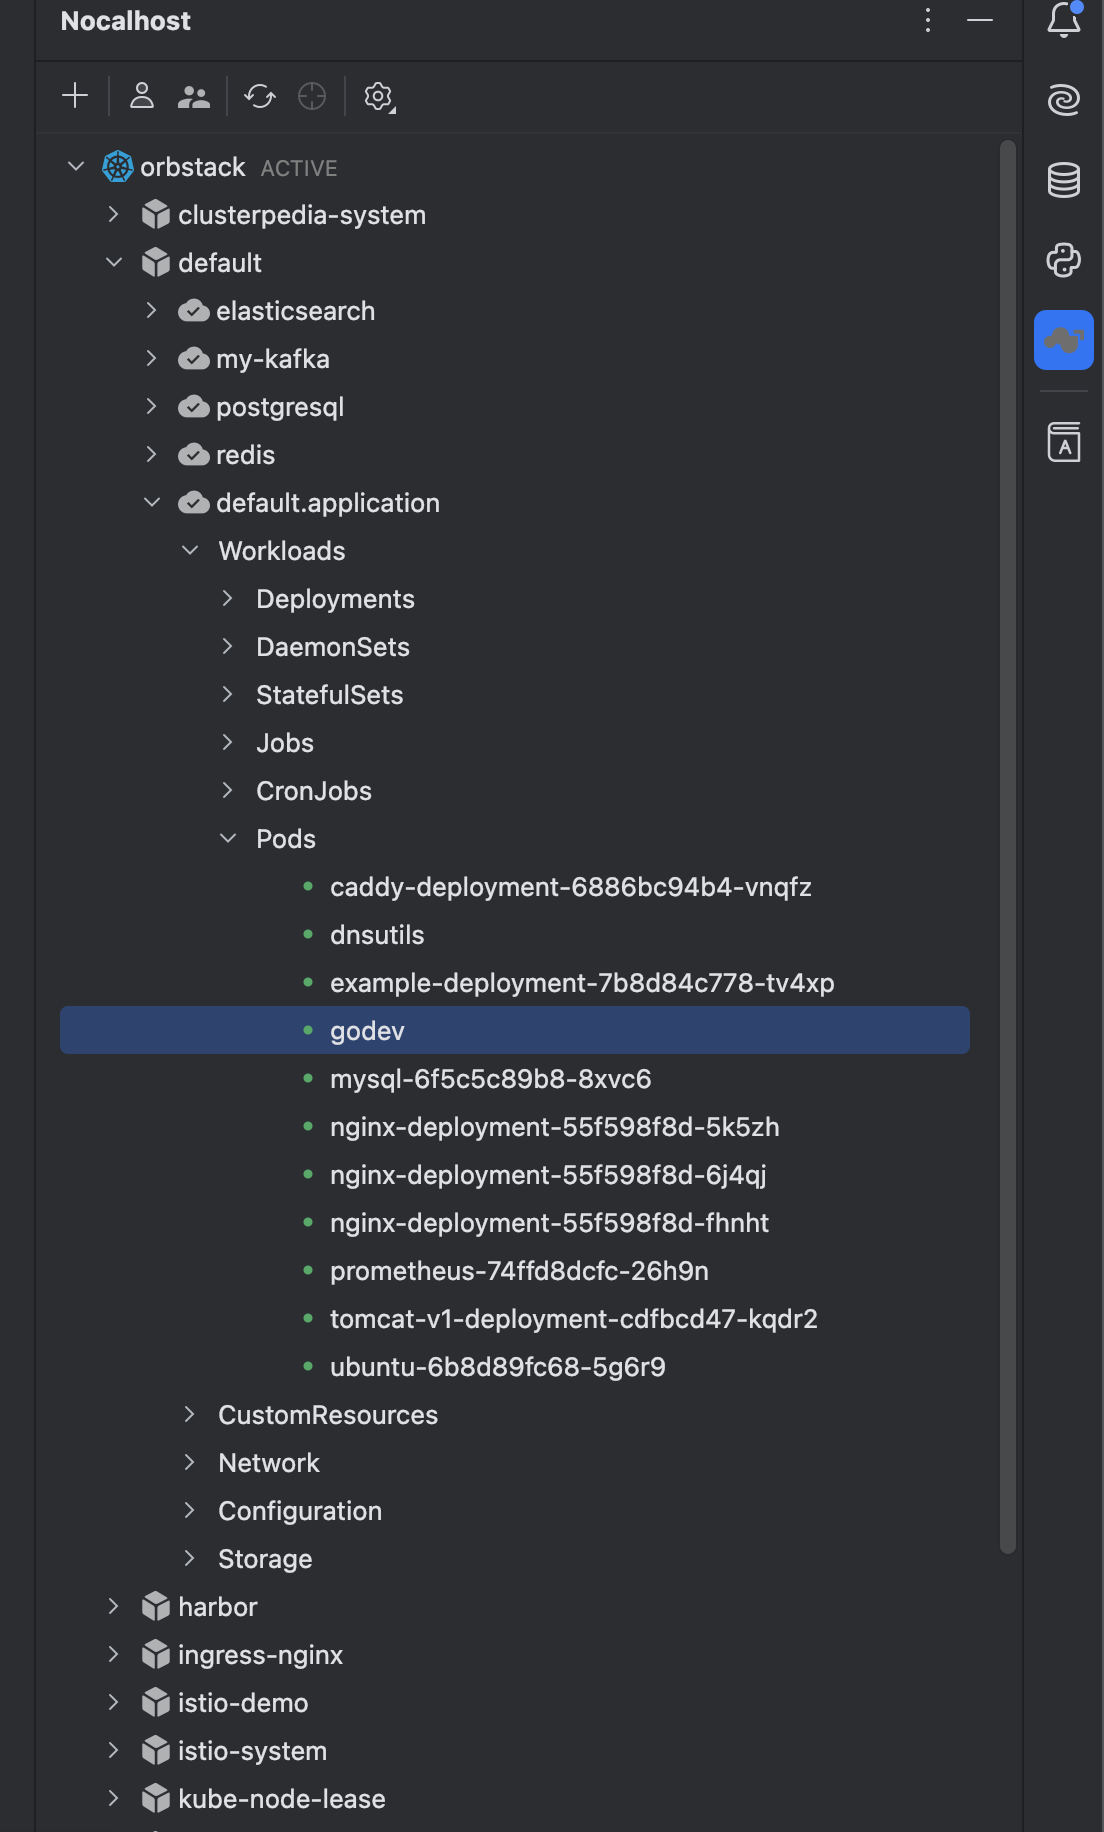 Nocalhost
orbstack ACTIVE
clusterpedia-system
default
elasticsearch
my-kafka
postgresql
redis
default.application
Workloads
Deployments
DaemonSets
StatefulSets
Jobs
CronJobs
Pods
caddy-deployment-6886bc94b4-vnqfz
dnsutils
example-deployment-7b8d84c778-tv4xp
godev
mysql-6f5c5c89b8-8xvc6
nginx-deployment-55f598f8d-5k5zh
nginx-deployment-55f598f8d-6j4qj
nginx-deployment-55f598f8d-fhnht
prometheus-74ffd8dcfc-26h9n
tomcat-v1-deployment-cdfbcd47-kqdr2
ubuntu-6b8d89fc68-5g6r9
CustomResources
Network
Configuration
Storage
harbor
ingress-nginx
istio-demo
istio-system
kube-node-lease
A